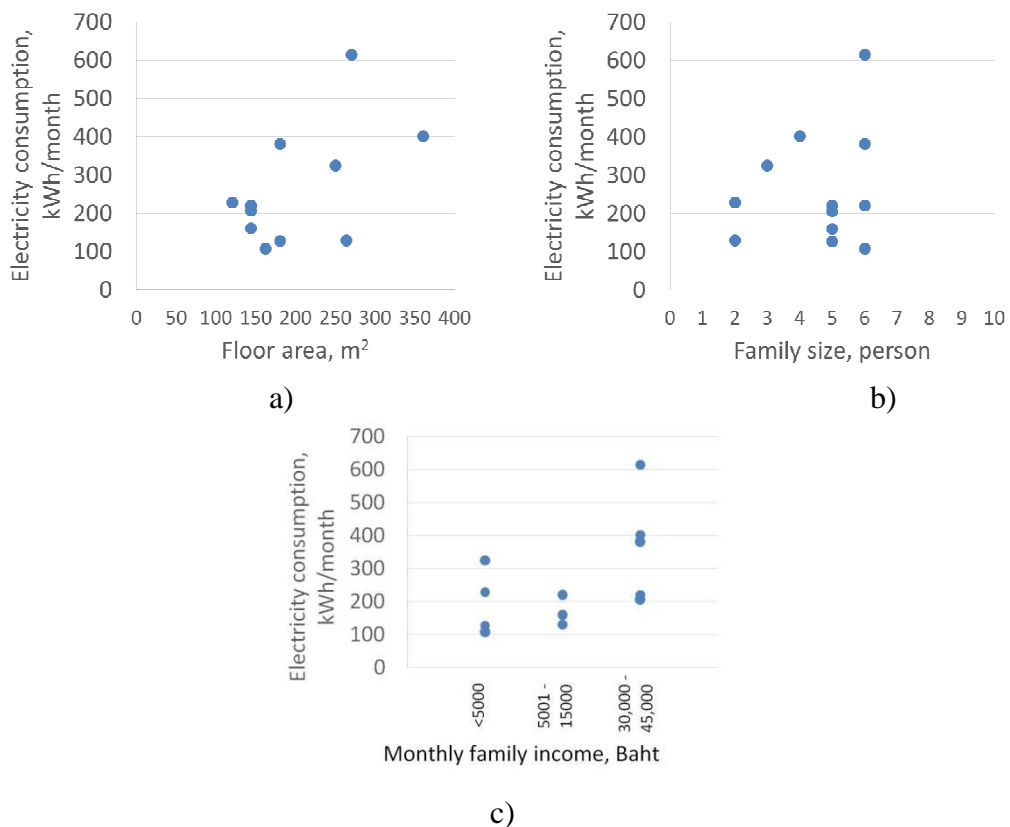 Electricity consumption,
kWh/month
700
600
500
400
300
200
100
0
0 50 100 150 200 250 300 350 400
Floor area, m²
a)
Electricity consumption,
kWh/month
700
600
500
400
300
200
100
0
0 1 2 3 4 5 6 7 8 9 10
Family size, person
b)
Electricity consumption,
kWh/month
700
600
500
400
300
200
100
0
<5000
5001 -
15000
30,000 -
45,000
Monthly family income, Baht
c)